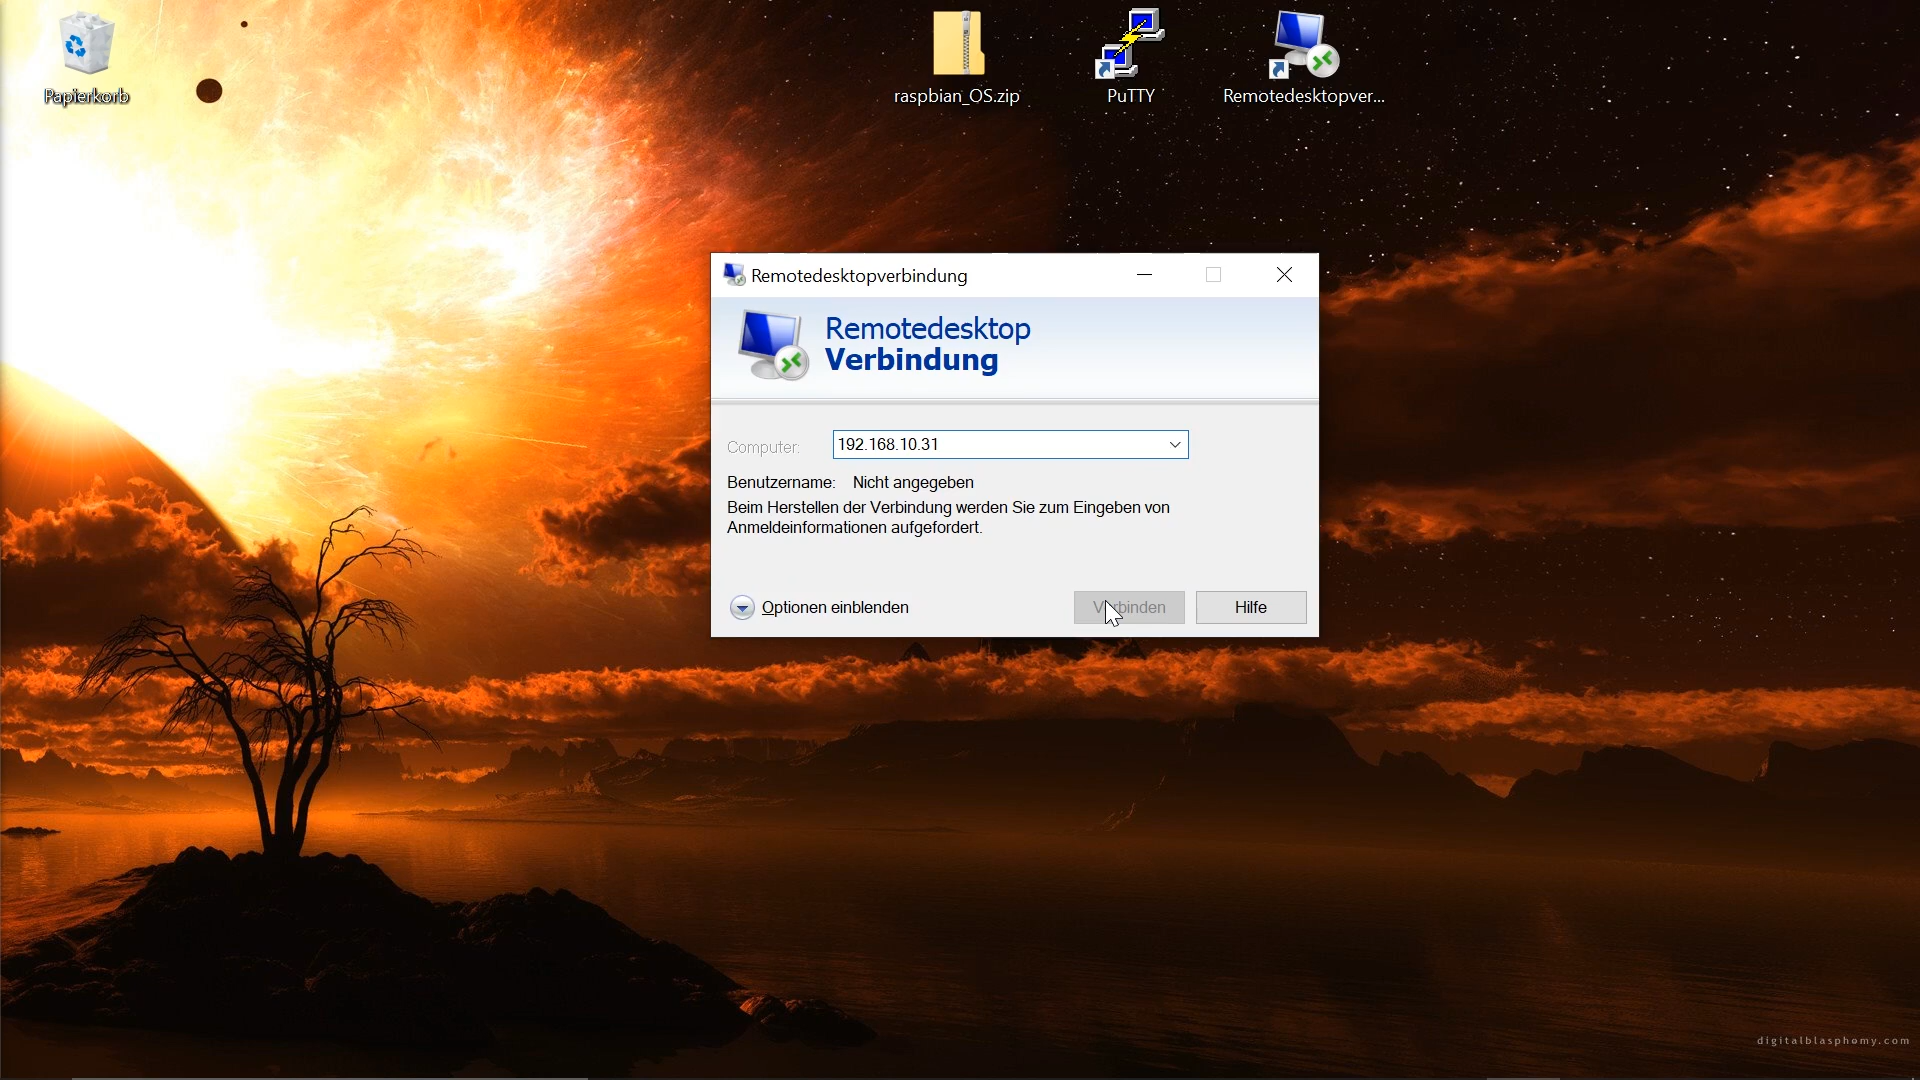 Papierkorb
raspbian_OS.zip
PuTTY
Remotedesktopver...
Remotedesktopverbindung
Remotedesktop
Verbindung
Computer:
192.168.10.31
Benutzername: Nicht angegeben
Beim Herstellen der Verbindung werden Sie zum Eingeben von
Anmeldeinformationen aufgefordert.
Optionen einblenden
Verbinden
Hilfe
digitalblasphemy.com